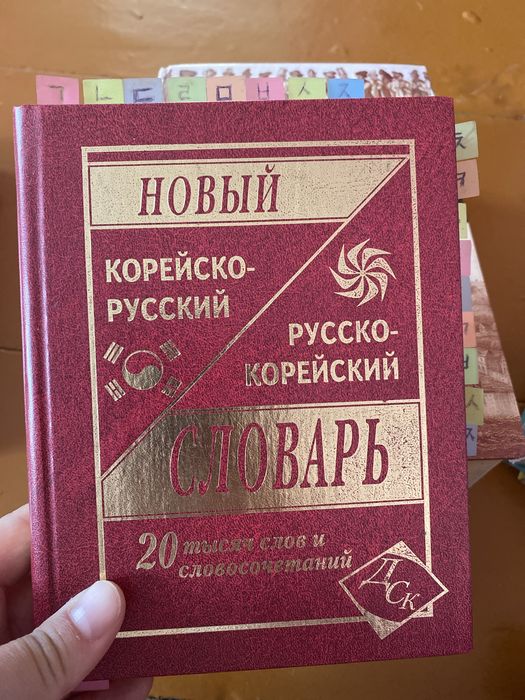 ㄱ ㄴ ㄷ ㄹ ㅁ ㅂ ㅅ ㅈ
НОВЫЙ
КОРЕЙСКО-
РУССКИЙ
РУССКО-
КОРЕЙСКИЙ
СЛОВАРЬ
20 тысяч слов и
словосочетаний
ДСК